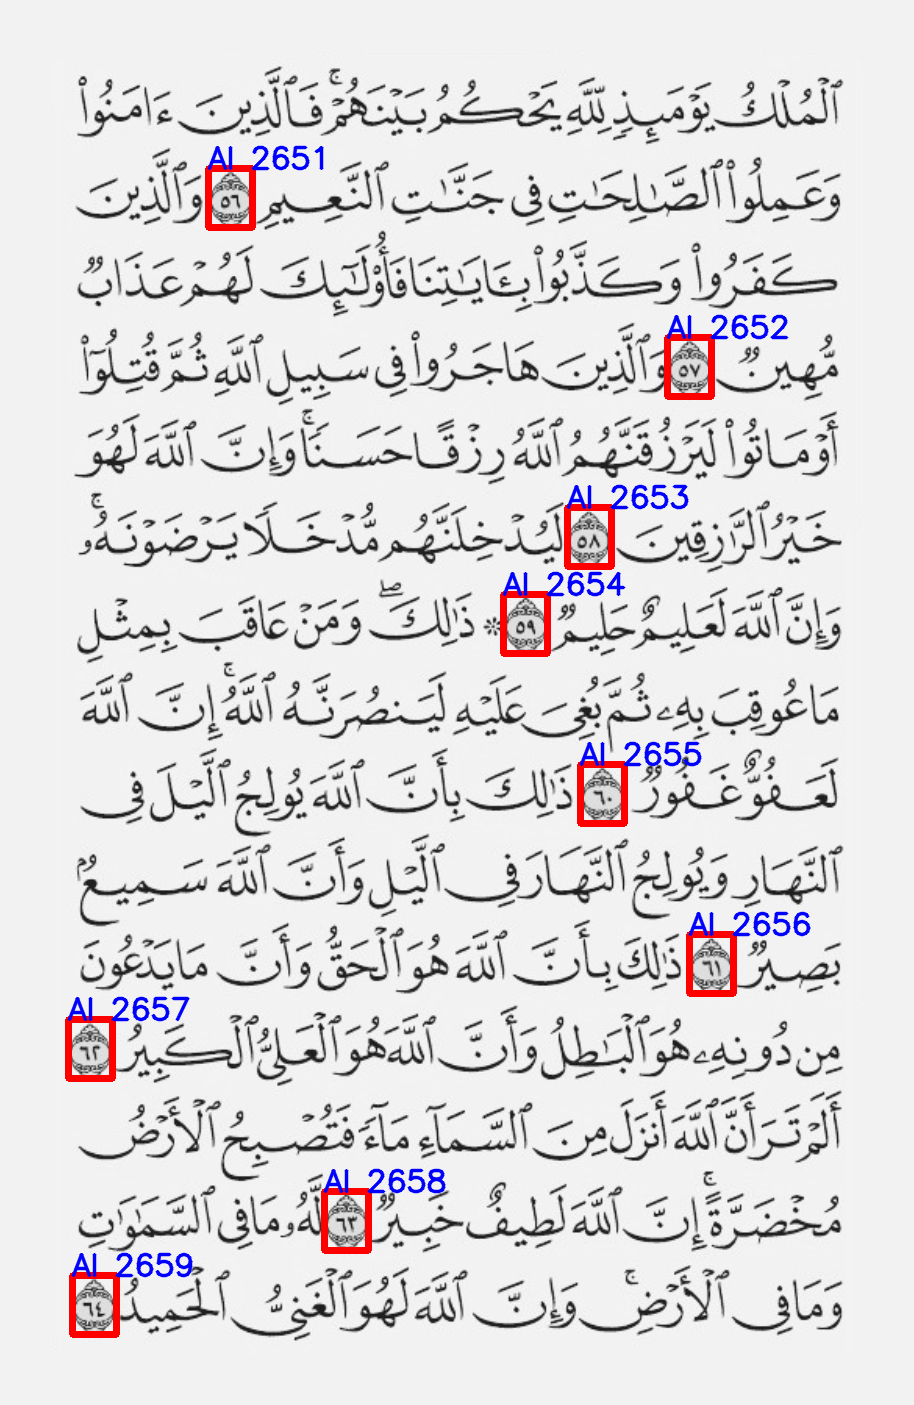 ٱلْمُلْكُ يَوْمَئِذٍ لِّلَّهِ يَحْكُمُ بَيْنَهُمْ ۚ فَٱلَّذِينَ ءَامَنُوا۟
AI 2651
وَعَمِلُوا۟ ٱلصَّـٰلِحَـٰتِ فِى جَنَّـٰتِ ٱلنَّعِيمِ ٥٦ وَٱلَّذِينَ
كَفَرُوا۟ وَكَذَّبُوا۟ بِـَٔايَـٰتِنَا فَأُو۟لَـٰٓئِكَ لَهُمْ عَذَابٌ
AI 2652
مُّهِينٌ ٥٧ وَٱلَّذِينَ هَاجَرُوا۟ فِى سَبِيلِ ٱللَّهِ ثُمَّ قُتِلُوٓا۟
أَوْ مَاتُوا۟ لَيَرْزُقَنَّهُمُ ٱللَّهُ رِزْقًا حَسَنًا ۚ وَإِنَّ ٱللَّهَ لَهُوَ
AI 2653
خَيْرُ ٱلرَّٰزِقِينَ ٥٨ لَيُدْخِلَنَّهُم مُّدْخَلًا يَرْضَوْنَهُۥ ۚ
AI 2654
وَإِنَّ ٱللَّهَ لَعَلِيمٌ حَلِيمٌ ٥٩ ۞ ذَٰلِكَ ۖ وَمَنْ عَاقَبَ بِمِثْلِ
مَا عُوقِبَ بِهِۦ ثُمَّ بُغِىَ عَلَيْهِ لَيَنصُرَنَّهُ ٱللَّهُ ۚ إِنَّ ٱللَّهَ
AI 2655
لَعَفُوٌّ غَفُورٌ ٦٠ ذَٰلِكَ بِأَنَّ ٱللَّهَ يُولِجُ ٱلَّيْلَ فِى
ٱلنَّهَارِ وَيُولِجُ ٱلنَّهَارَ فِى ٱلَّيْلِ وَأَنَّ ٱللَّهَ سَمِيعٌۢ
AI 2656
بَصِيرٌ ٦١ ذَٰلِكَ بِأَنَّ ٱللَّهَ هُوَ ٱلْحَقُّ وَأَنَّ مَا يَدْعُونَ
AI 2657
مِن دُونِهِۦ هُوَ ٱلْبَـٰطِلُ وَأَنَّ ٱللَّهَ هُوَ ٱلْعَلِىُّ ٱلْكَبِيرُ ٦٢
أَلَمْ تَرَ أَنَّ ٱللَّهَ أَنزَلَ مِنَ ٱلسَّمَآءِ مَآءً فَتُصْبِحُ ٱلْأَرْضُ
AI 2658
مُخْضَرَّةً ۗ إِنَّ ٱللَّهَ لَطِيفٌ خَبِيرٌ ٦٣ لَّهُۥ مَا فِى ٱلسَّمَـٰوَٰتِ
AI 2659
وَمَا فِى ٱلْأَرْضِ ۗ وَإِنَّ ٱللَّهَ لَهُوَ ٱلْغَنِىُّ ٱلْحَمِيدُ ٦٤